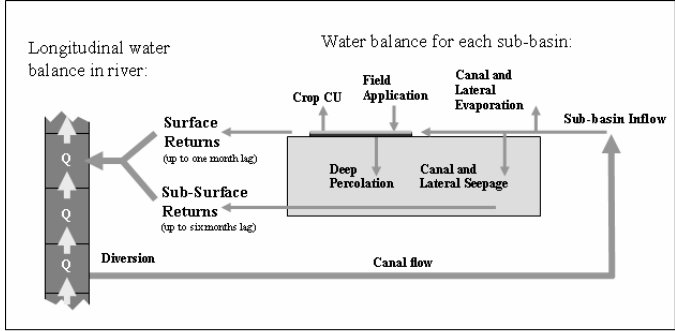 Longitudinal water
balance in river:
Water balance for each sub-basin:
Crop CU
Field
Application
Canal and
Lateral
Evaporation
Sub-basin Inflow
Surface
Returns
(up to one month lag)
Deep
Percolation
Canal and
Lateral Seepage
Sub-Surface
Returns
(up to six months lag)
Q
Q
Q
Diversion
Canal flow